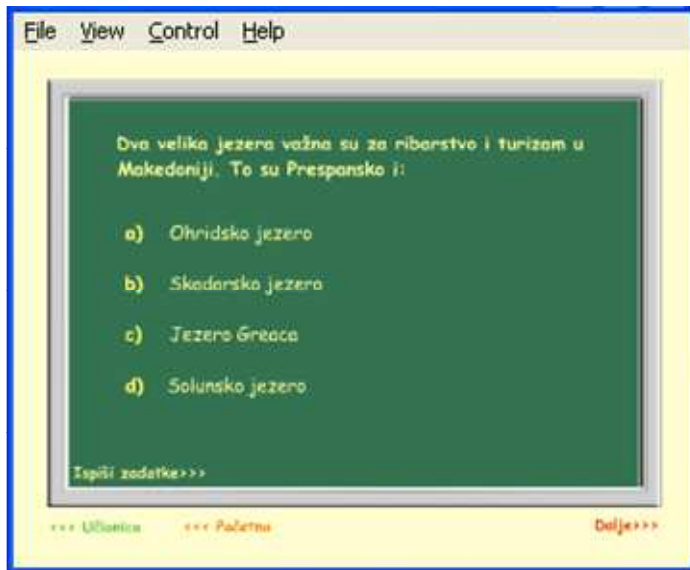 File View Control Help
Dva velika jezera važna su za ribarstvo i turizam u
Makedoniji. To su Prespansko i:
a) Ohridsko jezero
b) Skadarsko jezero
c) Jezero Greaca
d) Solunsko jezero
Ispiši zadatke>>>
<<< Učionica <<< Početna Dalje>>>